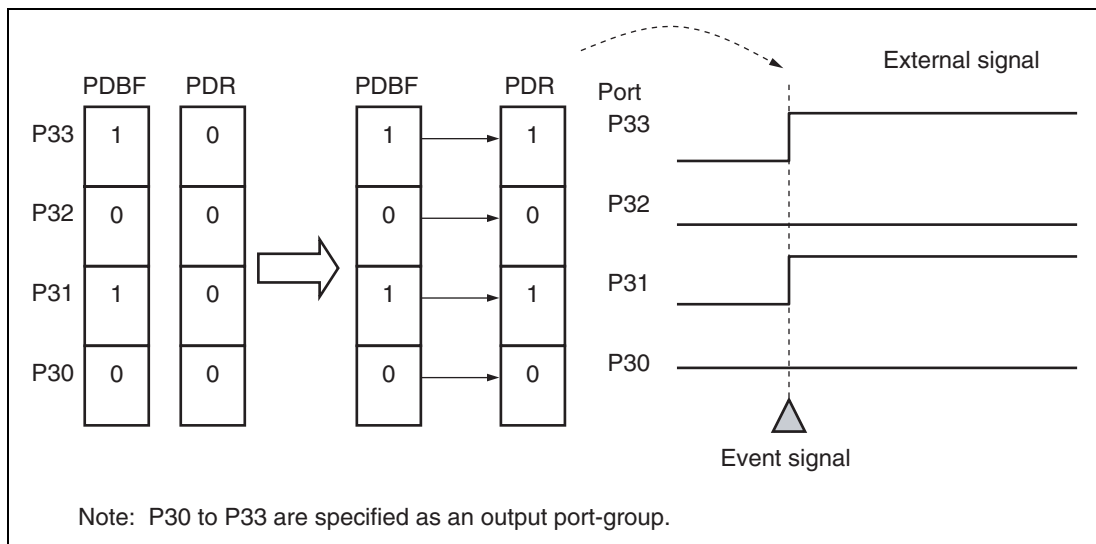 External signal
PDBF PDR PDBF PDR Port
P33 1 0 1 1 P33
P32 0 0 0 0 P32
P31 1 0 1 1 P31
P30 0 0 0 0 P30
Event signal
Note: P30 to P33 are specified as an output port-group.